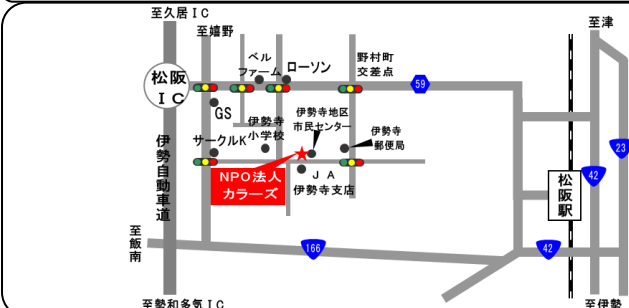 至久居IC
至嬉野
至津
ベル
ファーム
ローソン
野村町
交差点
松阪
IC
59
GS
伊勢寺地区
市民センター
伊勢寺
小学校
伊勢寺
郵便局
サークルK
伊勢自動車道
NPO法人
カラーズ
JA
伊勢寺支店
23
42
松阪駅
至飯南
166
42
至勢和多気IC
至伊勢